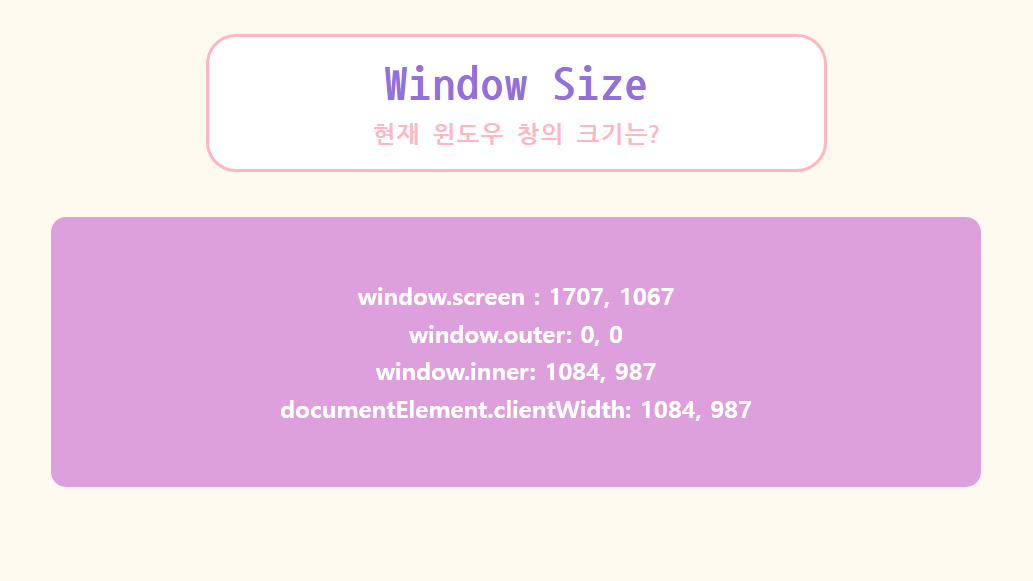 Window Size
현재 윈도우 창의 크기는?
window.screen : 1707, 1067
window.outer: 0, 0
window.inner: 1084, 987
documentElement.clientWidth: 1084, 987